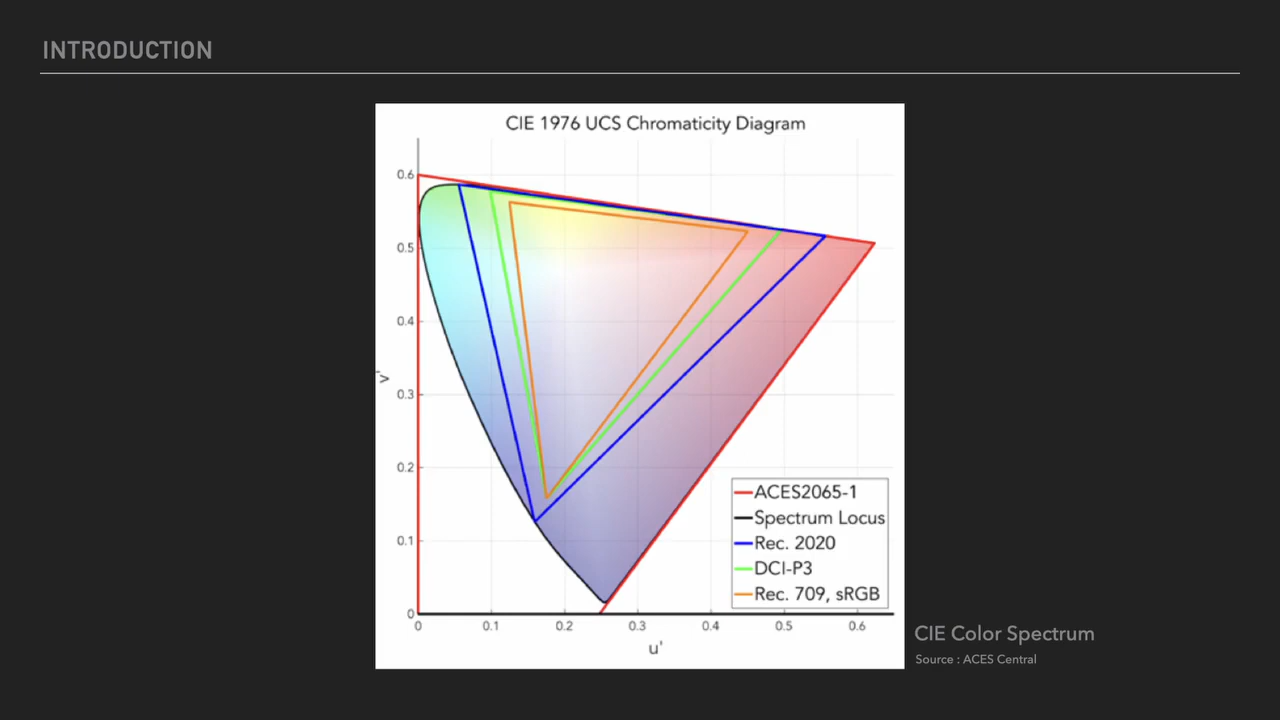 INTRODUCTION
CIE 1976 UCS Chromaticity Diagram
0.6
0.5
0.4
0.3
0.2
0.1
0
v'
0 0.1 0.2 0.3 0.4 0.5 0.6
u'
ACES2065-1
Spectrum Locus
Rec. 2020
DCI-P3
Rec. 709, sRGB
CIE Color Spectrum
Source : ACES Central